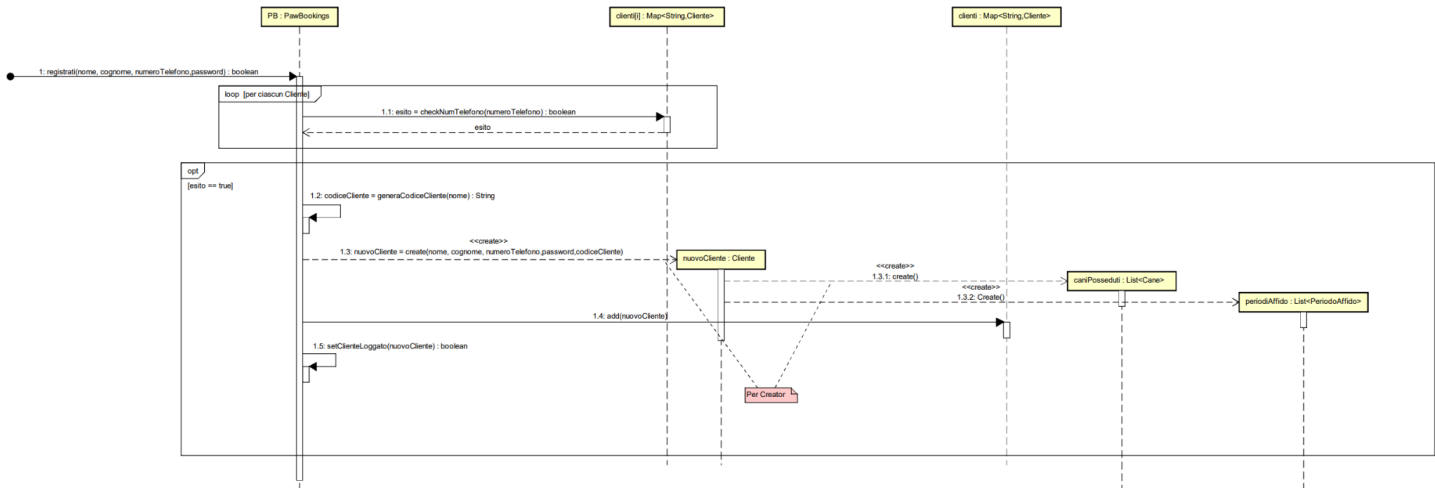 PB : PawBookings
clienti[i] : Map<String,Cliente>
clienti : Map<String,Cliente>
1: registrati(nome, cognome, numeroTelefono,password) : boolean
loop [per ciascun Cliente]
1.1: esito = checkNumTelefono(numeroTelefono) : boolean
esito
opt
[esito == true]
1.2: codiceCliente = generaCodiceCliente(nome) : String
<<create>>
1.3: nuovoCliente = create(nome, cognome, numeroTelefono,password,codiceCliente)
nuovoCliente : Cliente
<<create>>
1.3.1: create()
caniPosseduti : List<Cane>
<<create>>
1.3.2: Create()
periodiAffido : List<PeriodoAffido>
1.4: add(nuovoCliente)
1.5: setClienteLoggato(nuovoCliente) : boolean
Per Creator